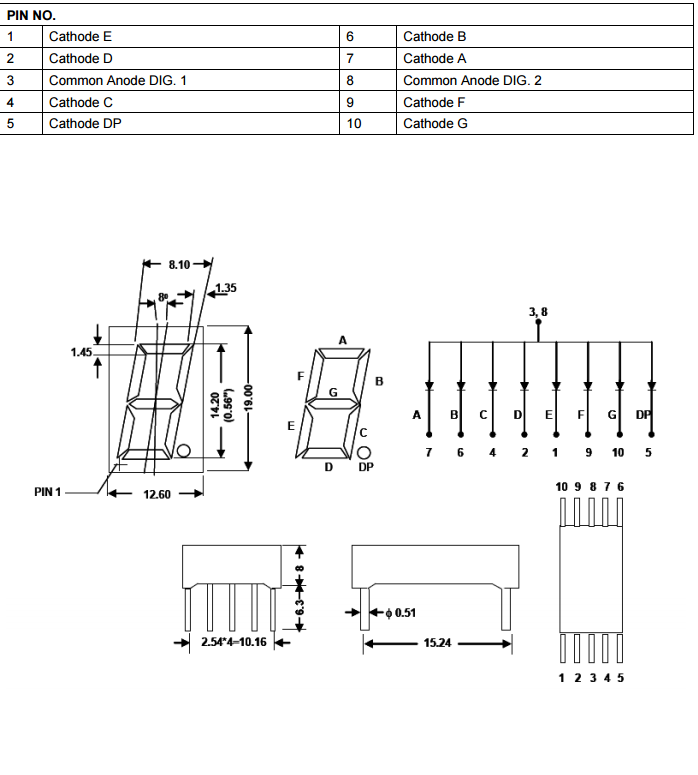 PIN NO.
1 Cathode E 6 Cathode B
2 Cathode D 7 Cathode A
3 Common Anode DIG. 1 8 Common Anode DIG. 2
4 Cathode C 9 Cathode F
5 Cathode DP 10 Cathode G
8.10
8º
1.35
1.45
14.20
(0.56")
19.00
PIN 1
12.60
A
F
B
G
E
C
D
DP
3, 8
A B C D E F G DP
7 6 4 2 1 9 10 5
10 9 8 7 6
8
6.3
2.54*4=10.16
ϕ 0.51
15.24
1 2 3 4 5